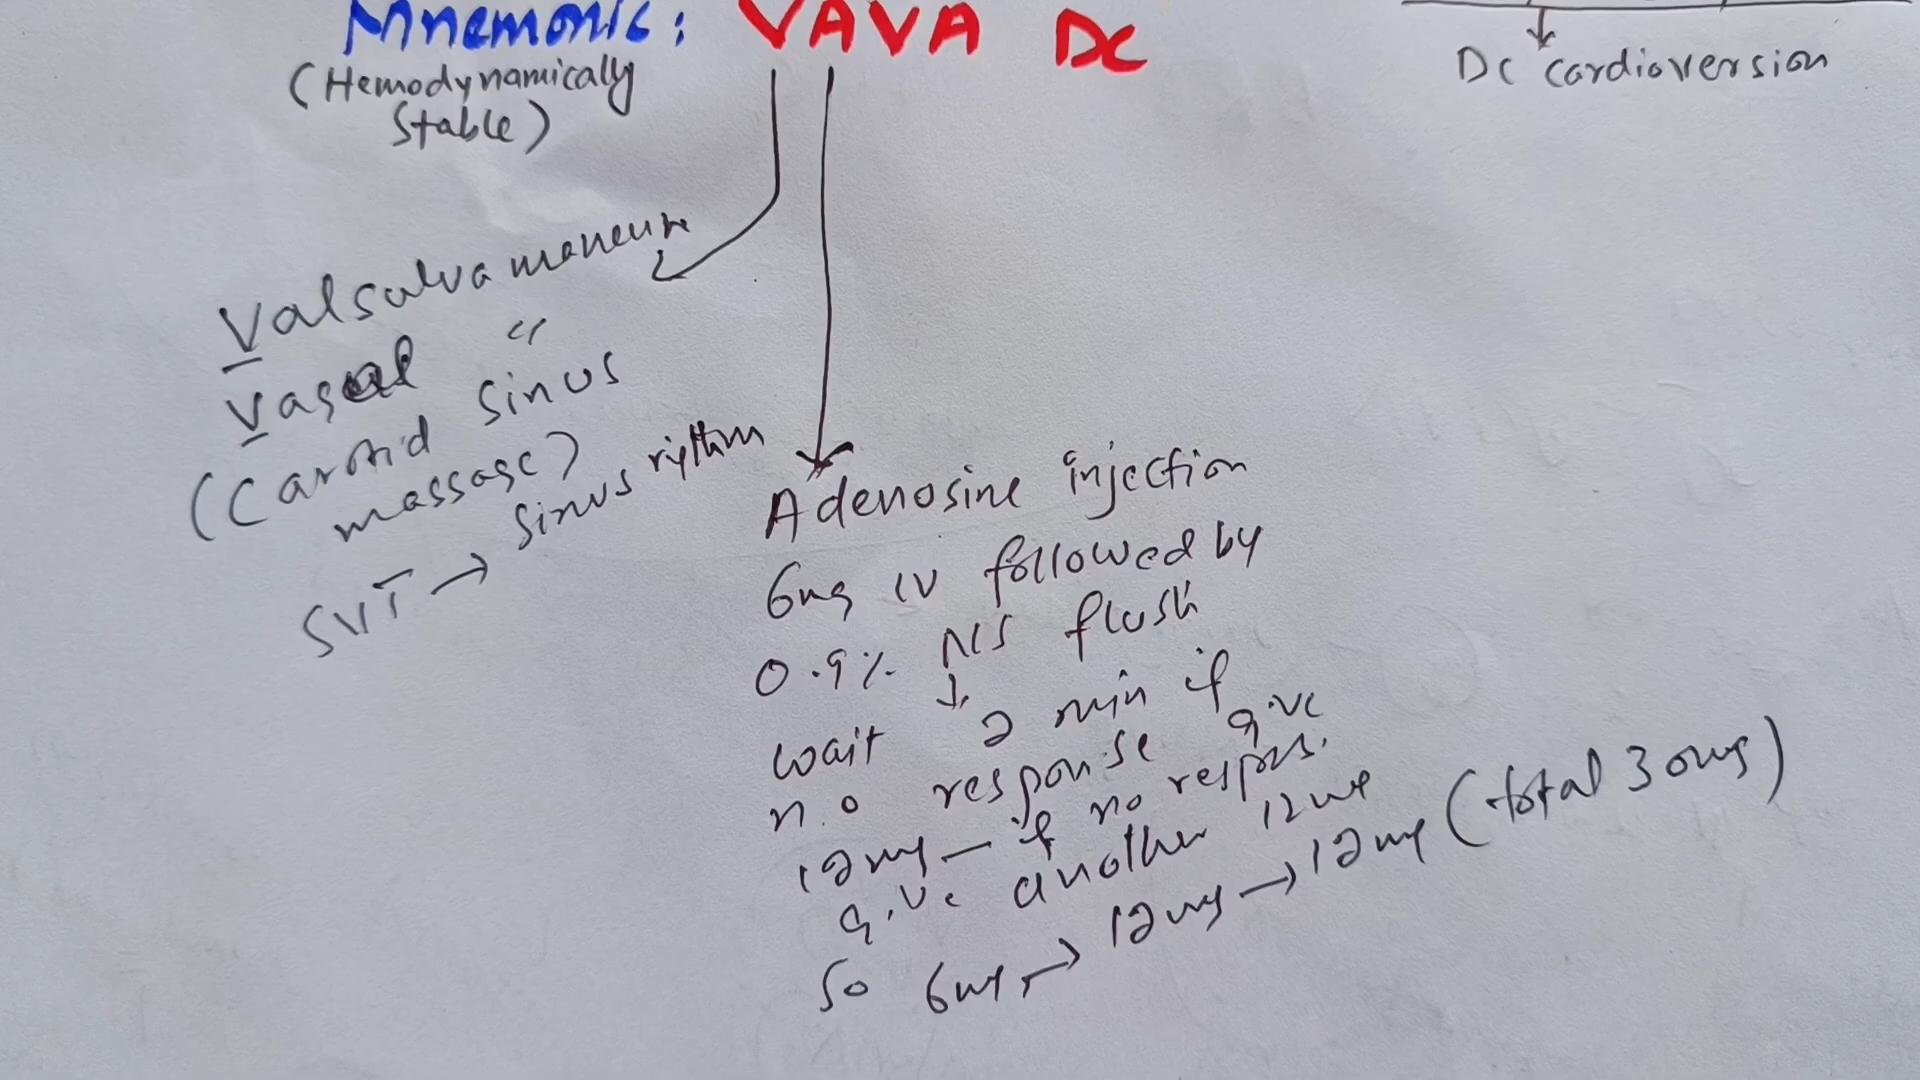 Mnemonic: VAVA DC
(Hemodynamically
Stable)
Dc cardioversion
Valsalva
Vagal "
(Carotid Sinus
massage)
SVT → Sinus
Adenosine injection
6mg IV followed by
0.9% NS flush
↓
wait 2 min if
no response give
12mg — if no respons.
give another 12mg
So 6mg → 12mg → 12mg (total 30mg)